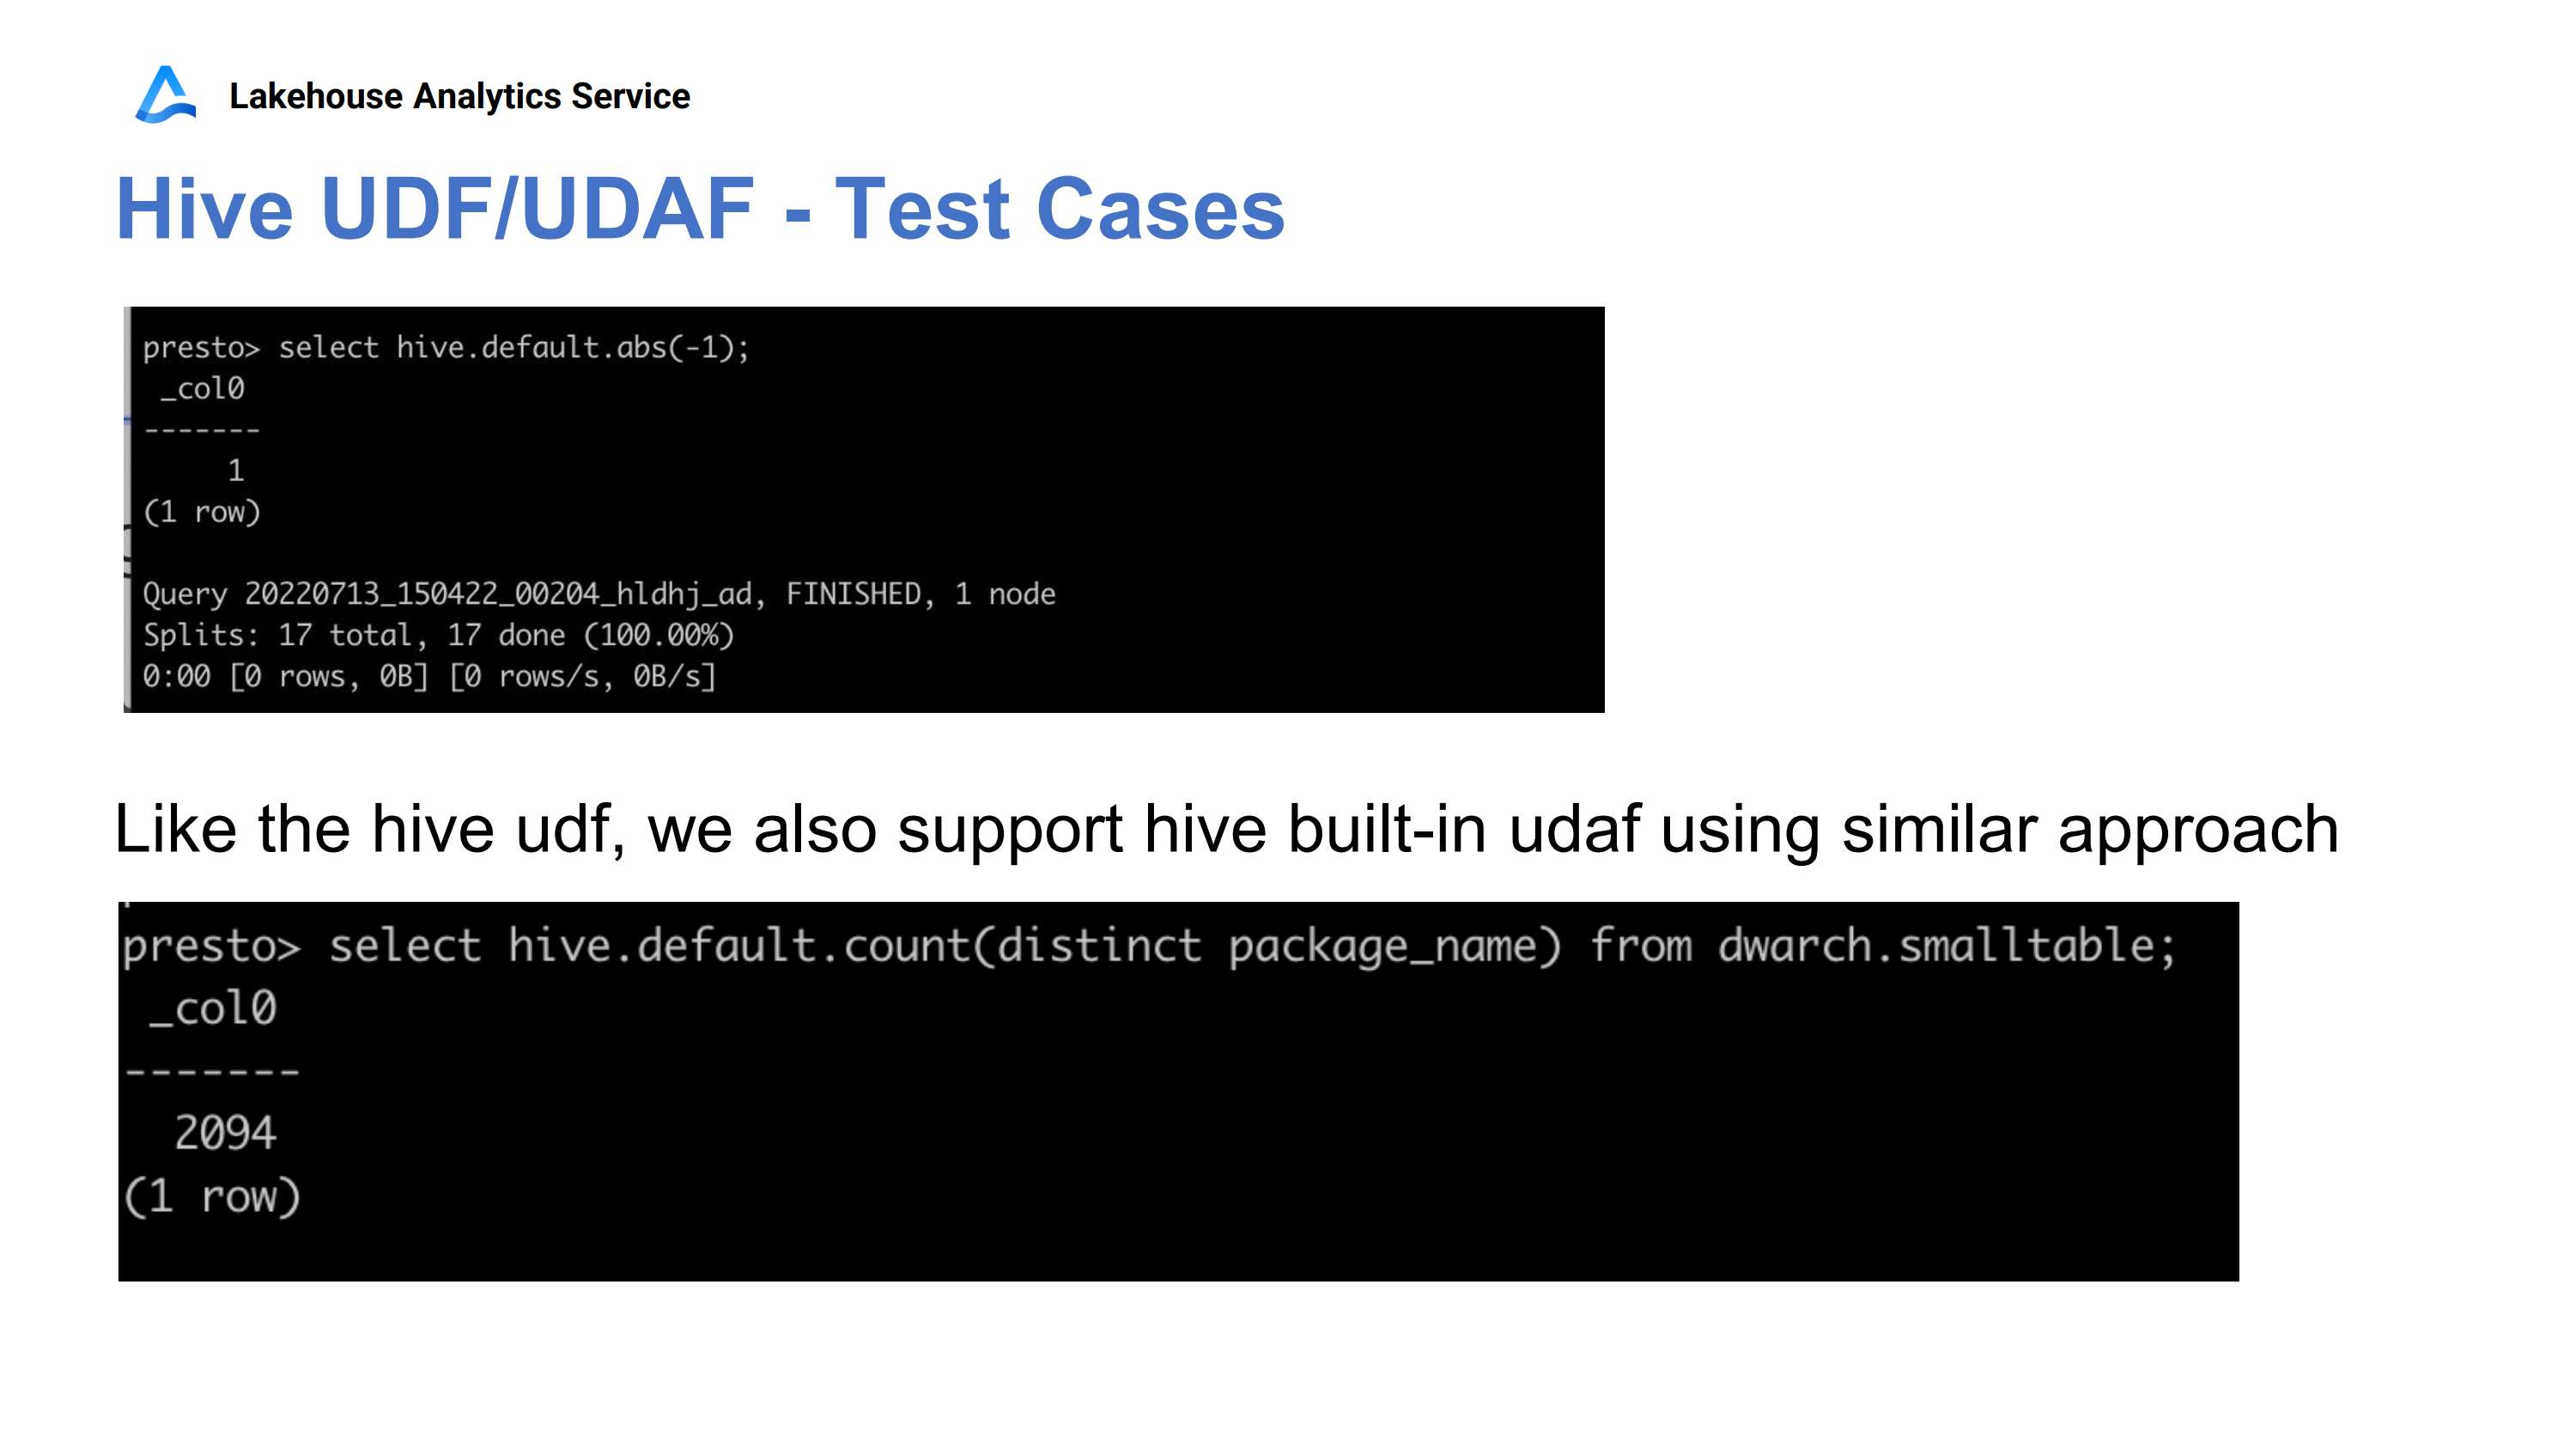 Lakehouse Analytics Service
Hive UDF/UDAF - Test Cases
presto> select hive.default.abs(-1);
_col0
-------
1
(1 row)
Query 20220713_150422_00204_hldhj_ad, FINISHED, 1 node
Splits: 17 total, 17 done (100.00%)
0:00 [0 rows, 0B] [0 rows/s, 0B/s]
Like the hive udf, we also support hive built-in udaf using similar approach
presto> select hive.default.count(distinct package_name) from dwarch.smalltable;
_col0
-------
2094
(1 row)